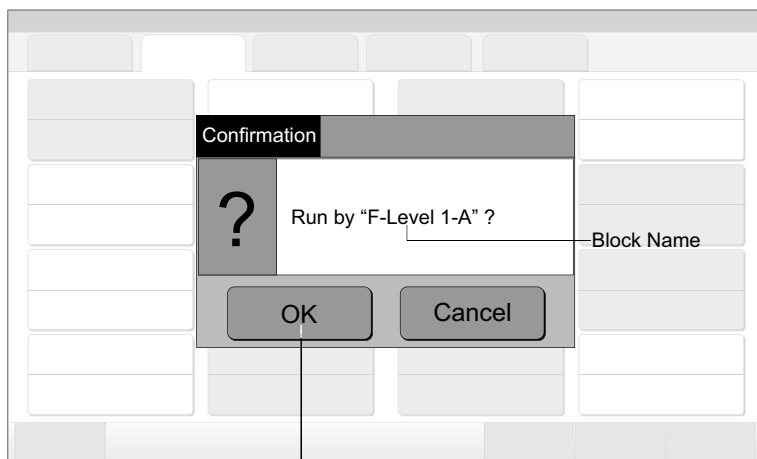 Confirmation
?
Run by “F-Level 1-A” ?
Block Name
OK
Cancel